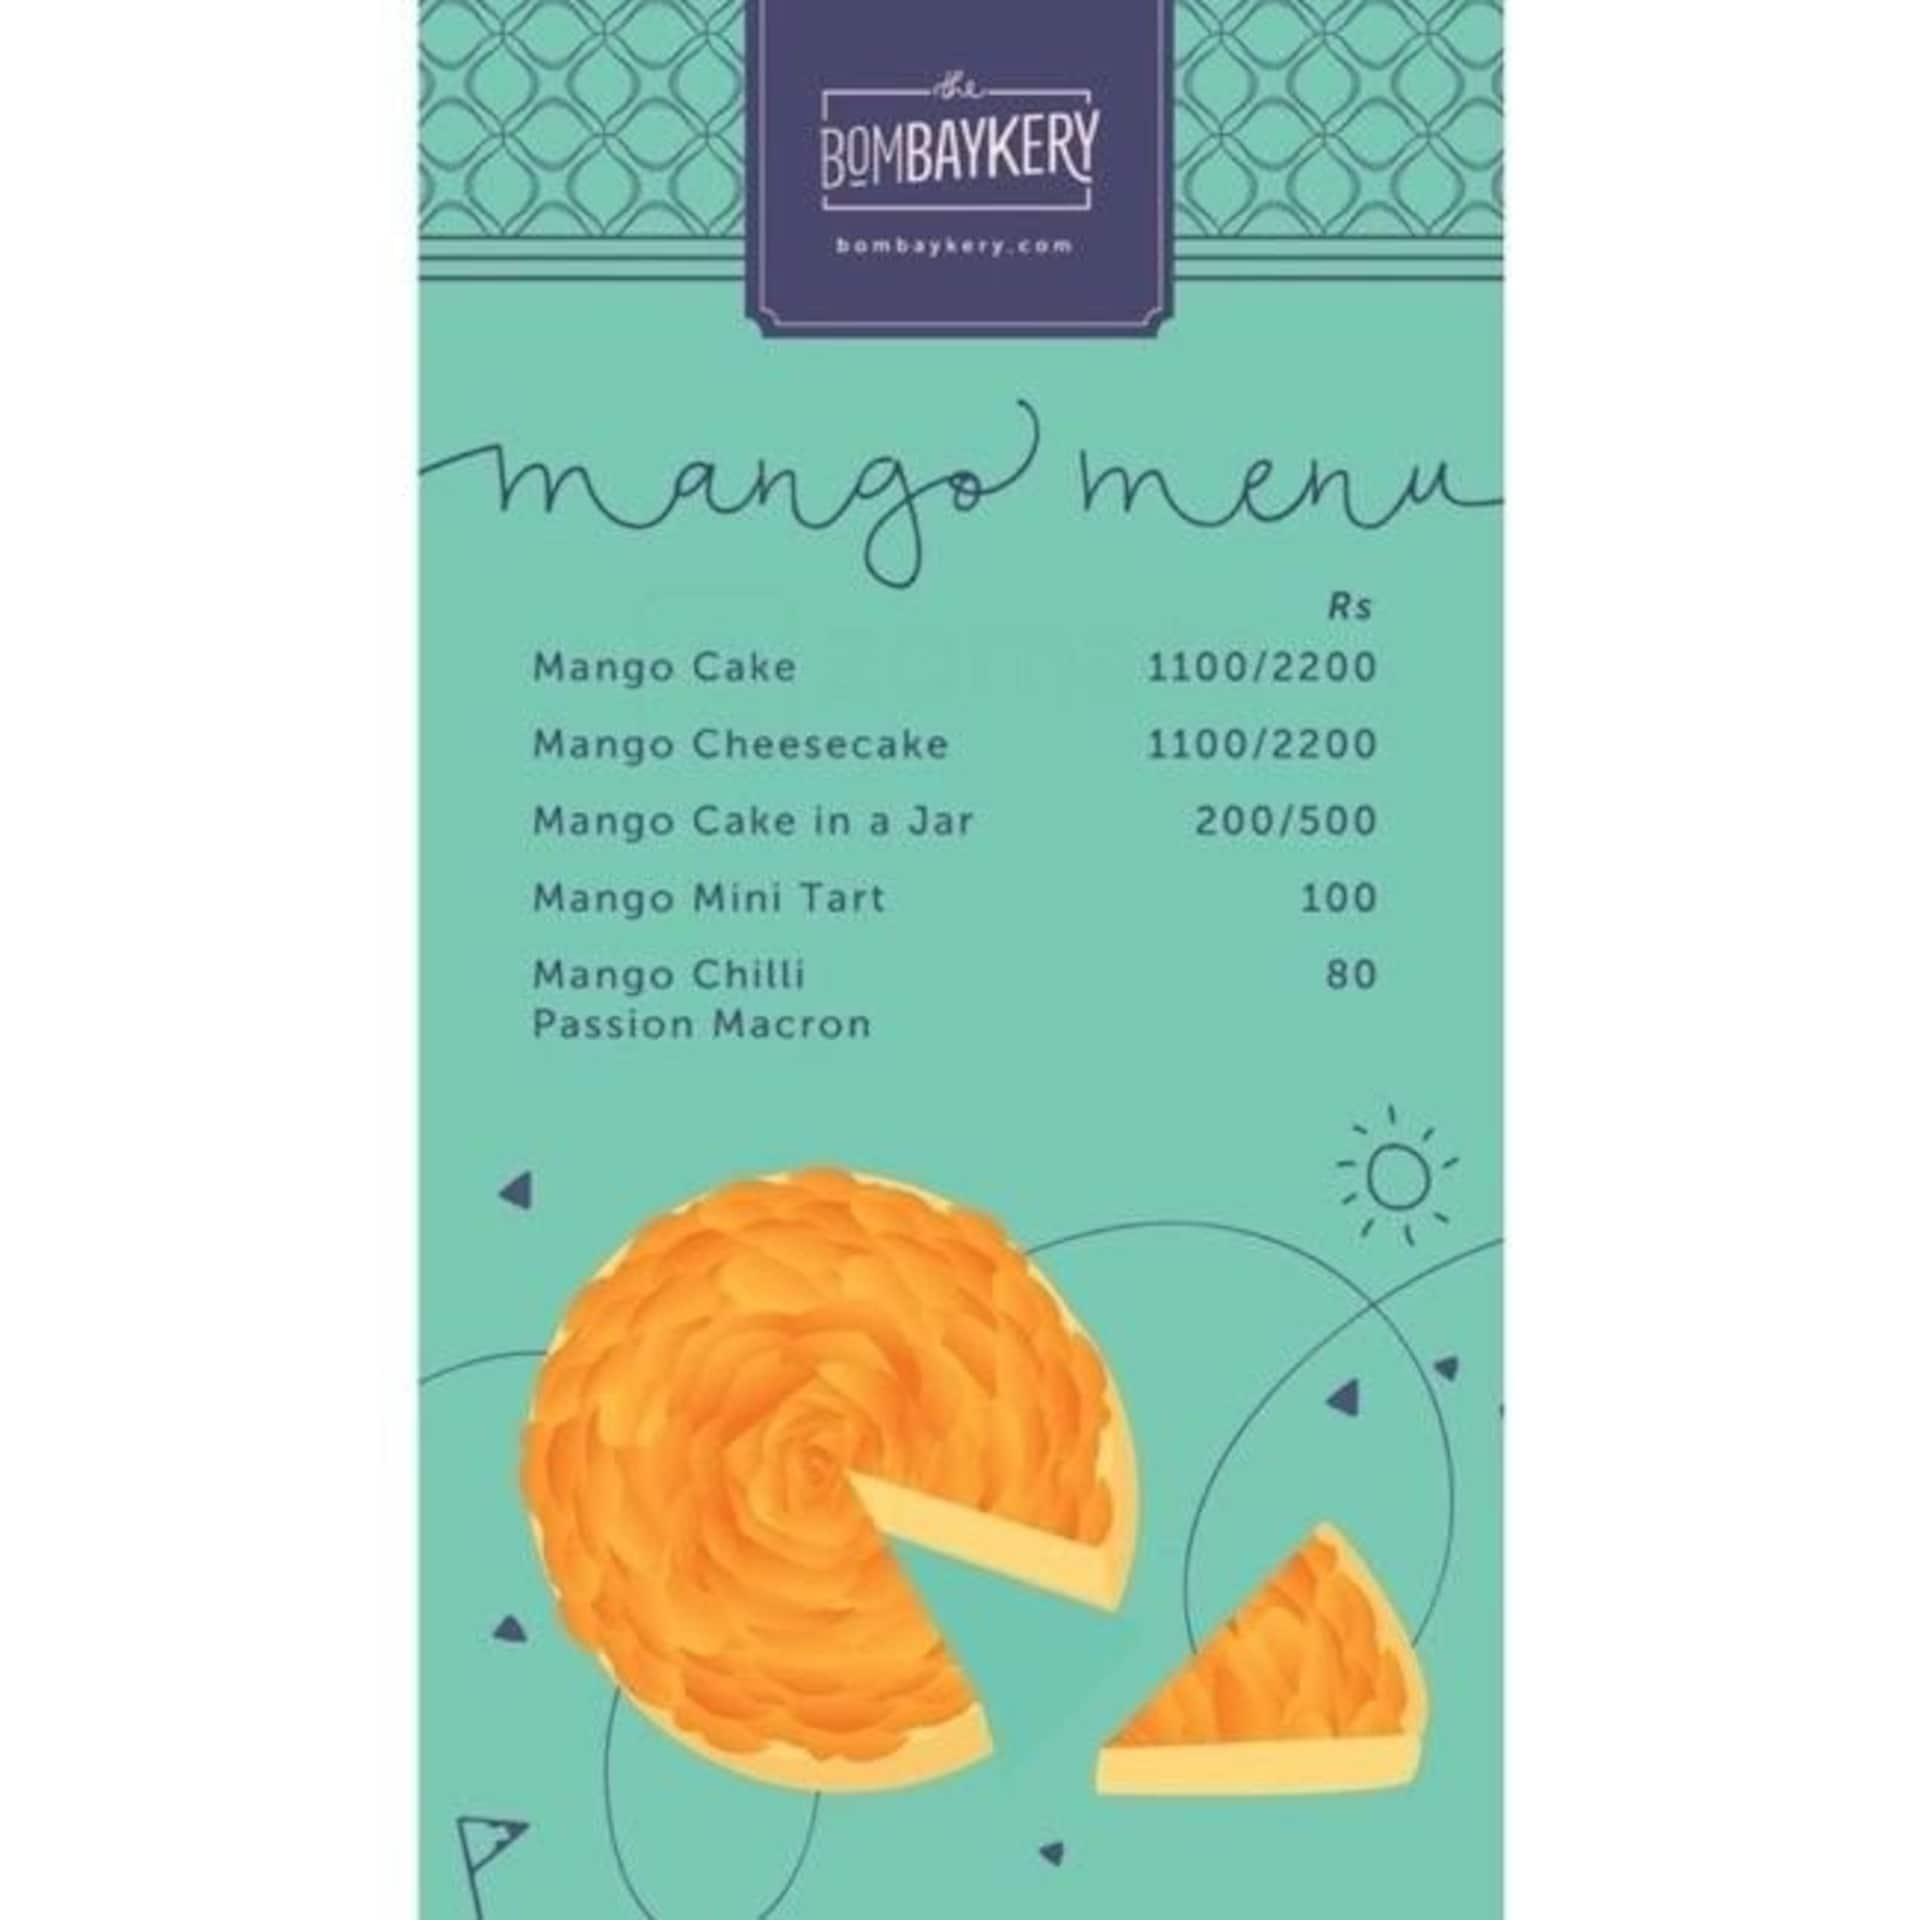 the
BOMBAYKERY
bombaykery.com
mango menu
Rs
Mango Cake 1100/2200
Mango Cheesecake 1100/2200
Mango Cake in a Jar 200/500
Mango Mini Tart 100
Mango Chilli 80
Passion Macron